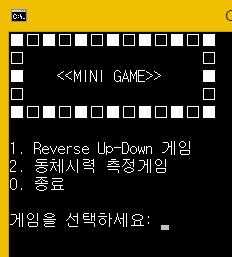 <<MINI GAME>>
1. Reverse Up-Down 게임
2. 동체시력 측정게임
0. 종료
게임을 선택하세요: _